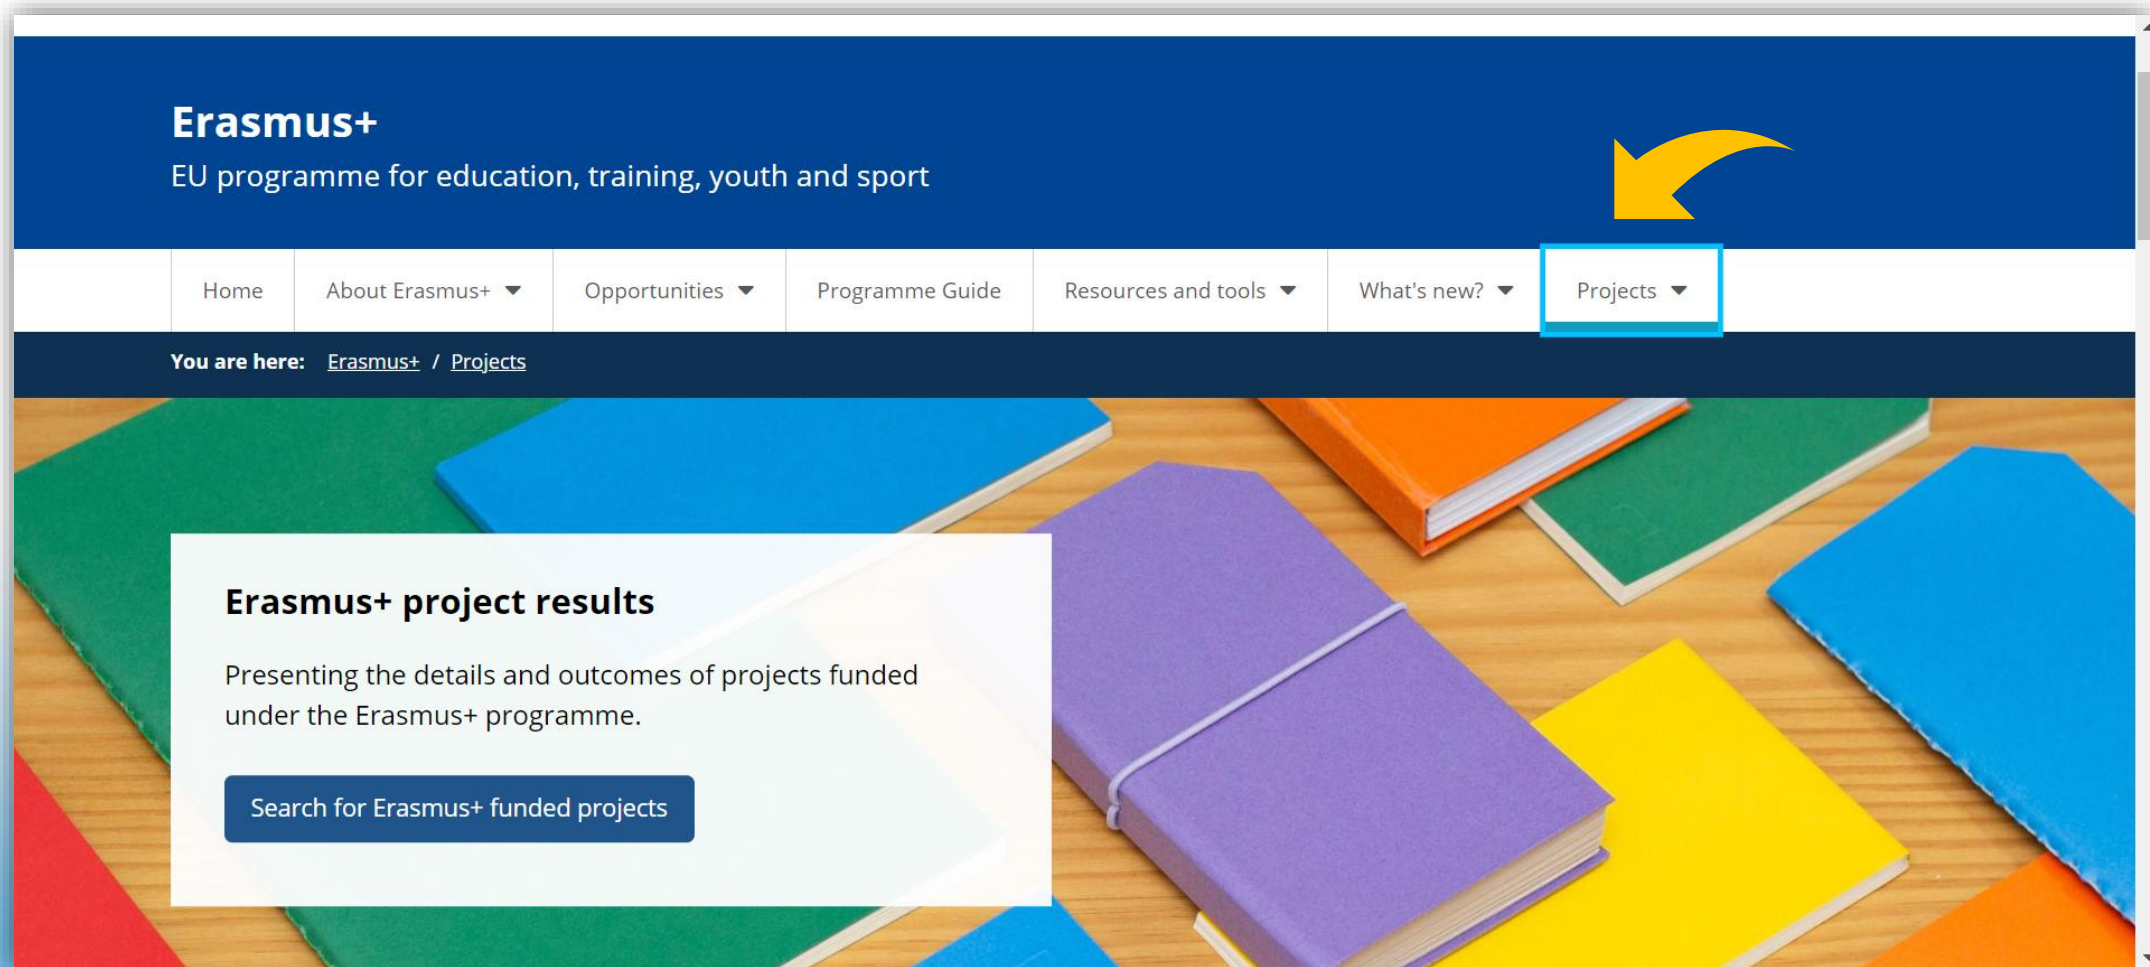 Erasmus+
EU programme for education, training, youth and sport
Home About Erasmus+ Opportunities Programme Guide Resources and tools What's new? Projects
You are here: Erasmus+ / Projects
Erasmus+ project results
Presenting the details and outcomes of projects funded
under the Erasmus+ programme.
Search for Erasmus+ funded projects